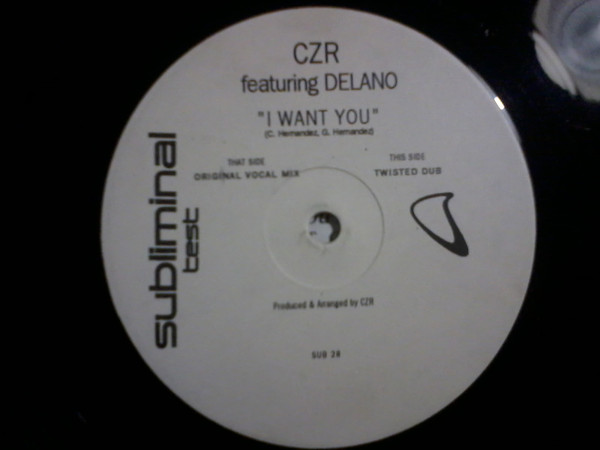 CZR
featuring DELANO
"I WANT YOU"
(C. Hernandez, G. Hernandez)
THAT SIDE
ORIGINAL VOCAL MIX
THIS SIDE
TWISTED DUB
subliminal
test
Produced & Arranged by CZR
SUB 28